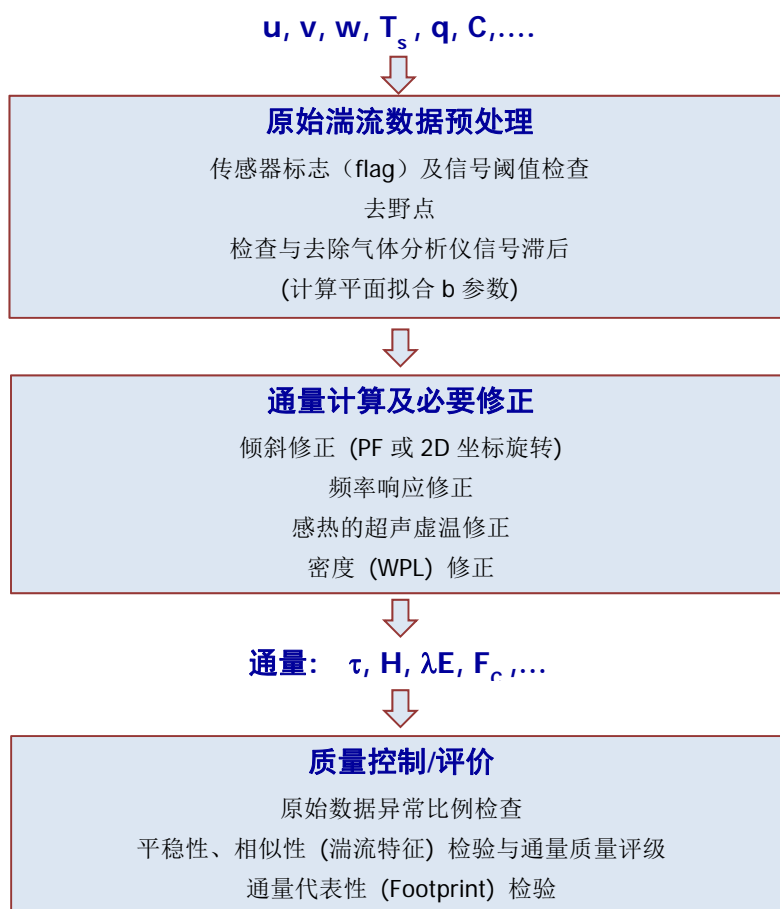 u, v, w, Ts, q, C,....
原始湍流数据预处理
传感器标志（flag）及信号阈值检查
去野点
检查与去除气体分析仪信号滞后
(计算平面拟合 b 参数)
通量计算及必要修正
倾斜修正 (PF 或 2D 坐标旋转)
频率响应修正
感热的超声虚温修正
密度 (WPL) 修正
通量: τ, H, λE, Fc ,...
质量控制/评价
原始数据异常比例检查
平稳性、相似性 (湍流特征) 检验与通量质量评级
通量代表性 (Footprint) 检验